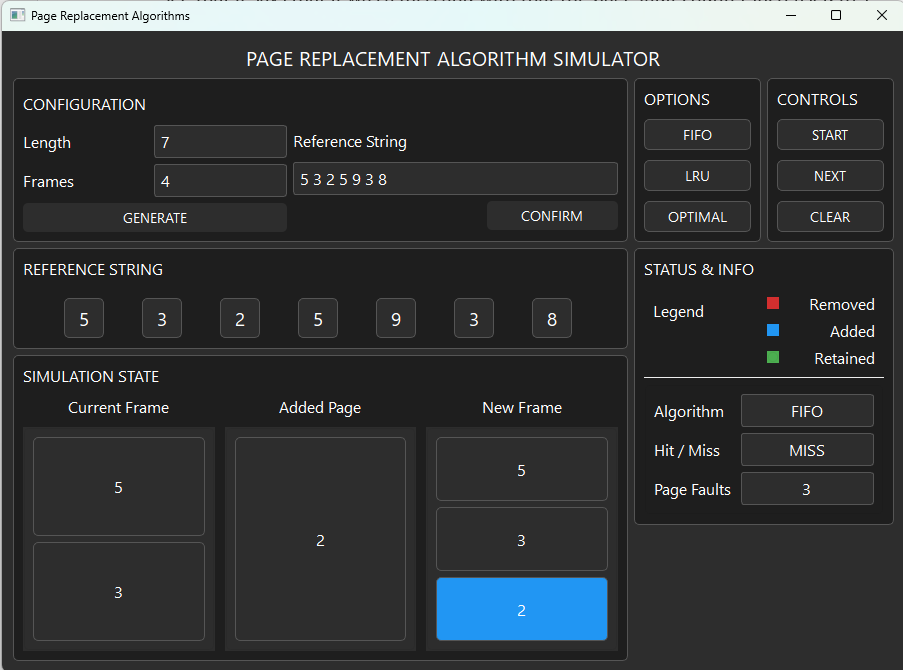 Page Replacement Algorithms
PAGE REPLACEMENT ALGORITHM SIMULATOR
CONFIGURATION
Length
7
Reference String
Frames
4
5 3 2 5 9 3 8
GENERATE
CONFIRM
OPTIONS
FIFO
LRU
OPTIMAL
CONTROLS
START
NEXT
CLEAR
REFERENCE STRING
5 3 2 5 9 3 8
SIMULATION STATE
Current Frame
5
3
Added Page
2
New Frame
5
3
2
STATUS & INFO
Legend
Removed
Added
Retained
Algorithm FIFO
Hit / Miss MISS
Page Faults 3